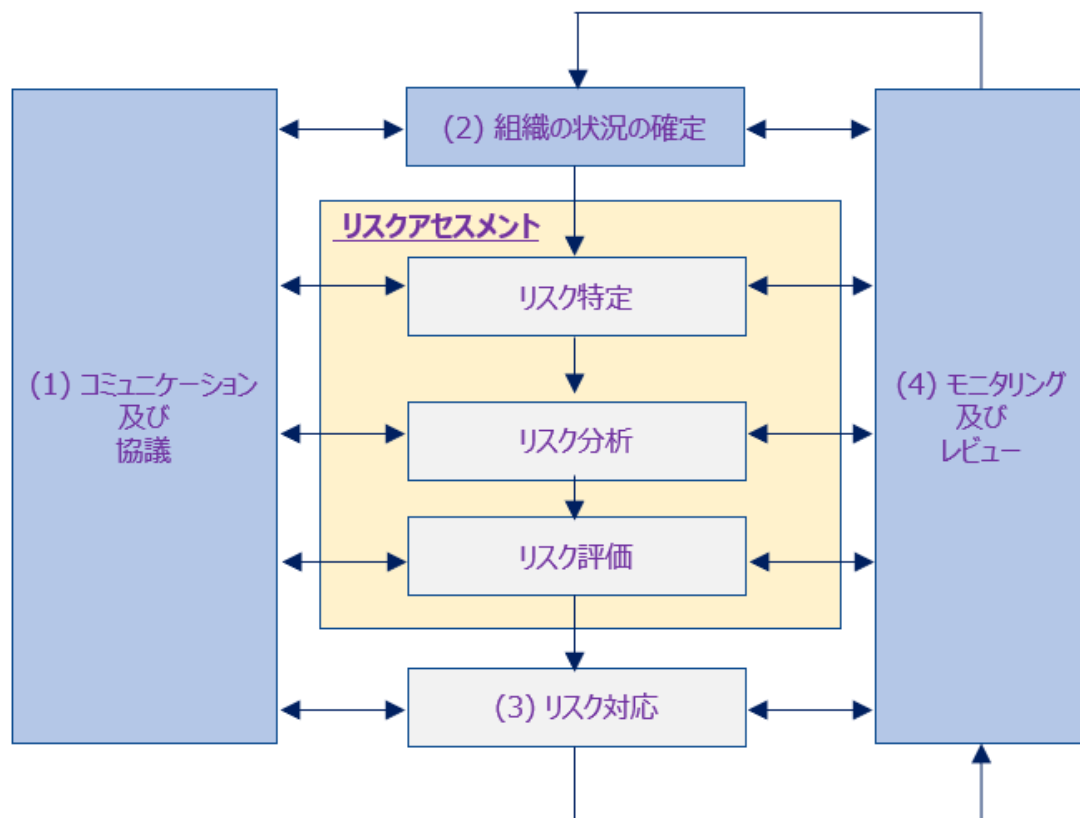 (2) 組織の状況の確定
リスクアセスメント
リスク特定
(1) コミュニケーション
及び
協議
(4) モニタリング
及び
レビュー
リスク分析
リスク評価
(3) リスク対応